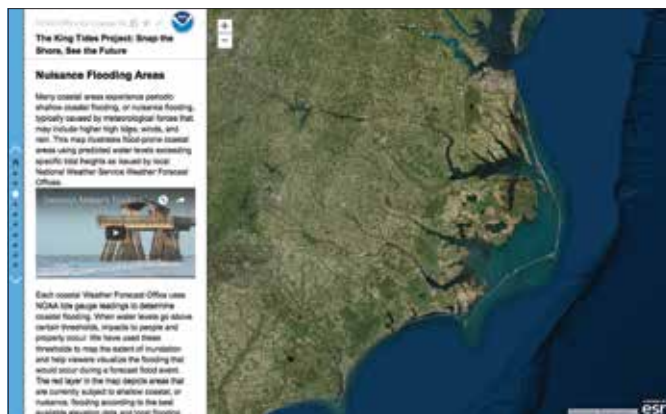 The King Tides Project: Snap the
Shore, See the Future
Nuisance Flooding Areas
Many coastal areas experience periodic
shallow coastal flooding, or nuisance flooding,
typically caused by meteorological forces that
may include higher high tides, winds, and
rain. This map illustrates flood-prone coastal
areas using predicted water levels exceeding
specific tidal heights as issued by local
National Weather Service Weather Forecast
Offices.
Each coastal Weather Forecast Office uses
NOAA tide gauge readings to determine
coastal flooding. When water levels go above
certain thresholds, impacts to people and
property occur. We have used these
thresholds to map the extent of inundation
and help viewers visualize the flooding that
would occur during a forecast flood event.
The red layer in the map depicts areas that
are currently subject to shallow coastal, or
nuisance, flooding according to the best
available elevation data and local flooding
+
−
esri